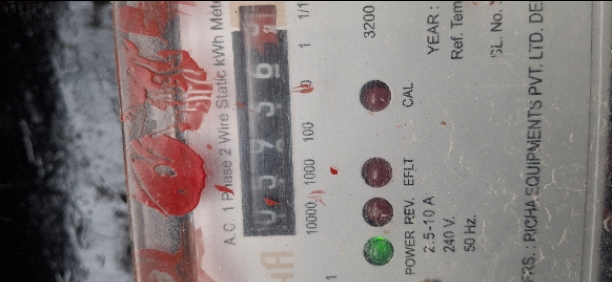 A.C. 1 Phase 2 Wire Static kWh Mete
10000 1000 100 10 1 1/1
3200
CAL
EFLT
REV.
POWER
2.5-10 A
240 V.
50 Hz.
YEAR :
Ref. Tem
SL. No.
FRS. : RICHA EQUIPMENTS PVT. LTD. DE